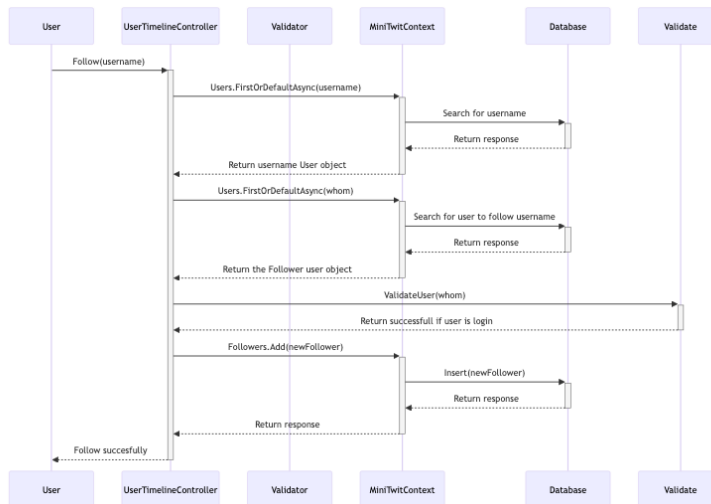 User
UserTimelineController
Validator
MiniTwitContext
Database
Validate
Follow(username)
Users.FirstOrDefaultAsync(username)
Search for username
Return response
Return username User object
Users.FirstOrDefaultAsync(whom)
Search for user to follow username
Return response
Return the Follower user object
ValidateUser(whom)
Return successfull if user is login
Followers.Add(newFollower)
Insert(newFollower)
Return response
Return response
Follow succesfully
User
UserTimelineController
Validator
MiniTwitContext
Database
Validate